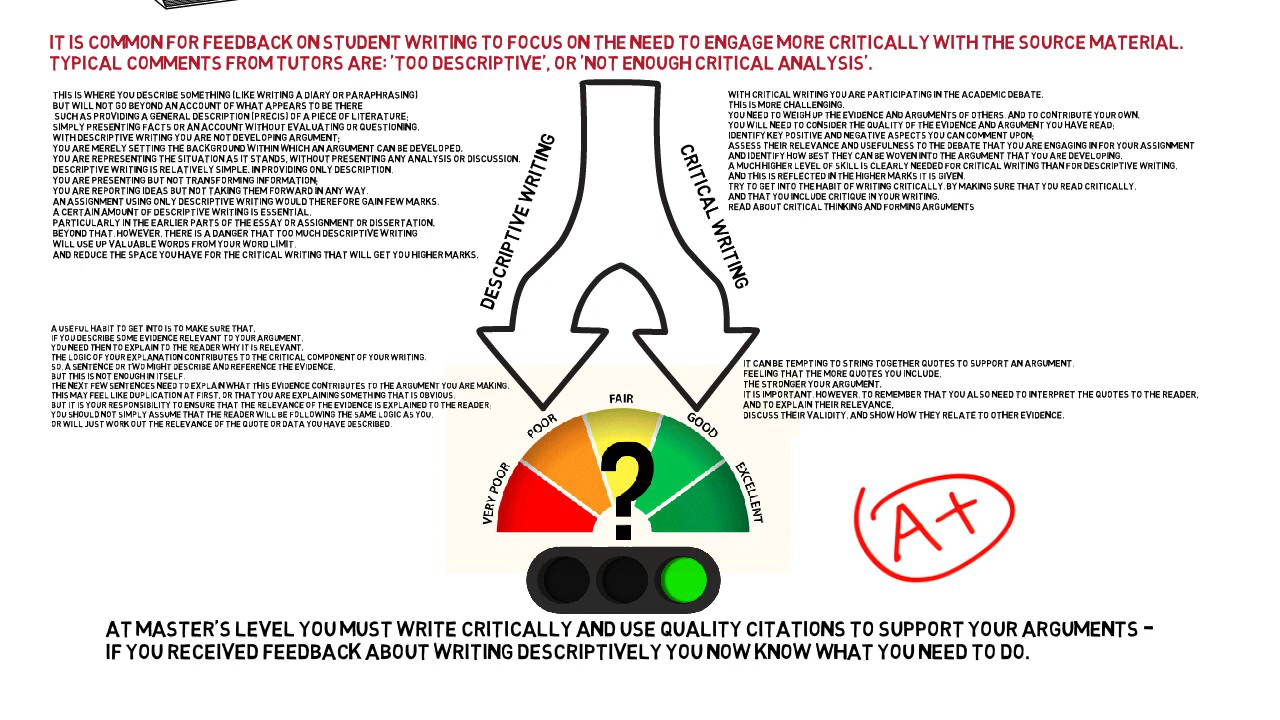 IT IS COMMON FOR FEEDBACK ON STUDENT WRITING TO FOCUS ON THE NEED TO ENGAGE MORE CRITICALLY WITH THE SOURCE MATERIAL.
TYPICAL COMMENTS FROM TUTORS ARE: 'TOO DESCRIPTIVE', OR 'NOT ENOUGH CRITICAL ANALYSIS'.
THIS IS WHERE YOU DESCRIBE SOMETHING (LIKE WRITING A DIARY OR PARAPHRASING)
BUT WILL NOT GO BEYOND AN ACCOUNT OF WHAT APPEARS TO BE THERE
SUCH AS PROVIDING A GENERAL DESCRIPTION (PRECIS) OF A PIECE OF LITERATURE;
SIMPLY PRESENTING FACTS OR AN ACCOUNT WITHOUT EVALUATING OR QUESTIONING.
WITH DESCRIPTIVE WRITING YOU ARE NOT DEVELOPING ARGUMENT;
YOU ARE MERELY SETTING THE BACKGROUND WITHIN WHICH AN ARGUMENT CAN BE DEVELOPED.
YOU ARE REPRESENTING THE SITUATION AS IT STANDS, WITHOUT PRESENTING ANY ANALYSIS OR DISCUSSION.
DESCRIPTIVE WRITING IS RELATIVELY SIMPLE. IN PROVIDING ONLY DESCRIPTION,
YOU ARE PRESENTING BUT NOT TRANSFORMING INFORMATION;
YOU ARE REPORTING IDEAS BUT NOT TAKING THEM FORWARD IN ANY WAY.
AN ASSIGNMENT USING ONLY DESCRIPTIVE WRITING WOULD THEREFORE GAIN FEW MARKS.
A CERTAIN AMOUNT OF DESCRIPTIVE WRITING IS ESSENTIAL,
PARTICULARLY IN THE EARLIER PARTS OF THE ESSAY OR ASSIGNMENT OR DISSERTATION.
BEYOND THAT, HOWEVER, THERE IS A DANGER THAT TOO MUCH DESCRIPTIVE WRITING
WILL USE UP VALUABLE WORDS FROM YOUR WORD LIMIT,
AND REDUCE THE SPACE YOU HAVE FOR THE CRITICAL WRITING THAT WILL GET YOU HIGHER MARKS.
A USEFUL HABIT TO GET INTO IS TO MAKE SURE THAT,
IF YOU DESCRIBE SOME EVIDENCE RELEVANT TO YOUR ARGUMENT,
YOU NEED THEN TO EXPLAIN TO THE READER WHY IT IS RELEVANT.
THE LOGIC OF YOUR EXPLANATION CONTRIBUTES TO THE CRITICAL COMPONENT OF YOUR WRITING.
SO, A SENTENCE OR TWO MIGHT DESCRIBE AND REFERENCE THE EVIDENCE,
BUT THIS IS NOT ENOUGH IN ITSELF.
THE NEXT FEW SENTENCES NEED TO EXPLAIN WHAT THIS EVIDENCE CONTRIBUTES TO THE ARGUMENT YOU ARE MAKING.
THIS MAY FEEL LIKE DUPLICATION AT FIRST, OR THAT YOU ARE EXPLAINING SOMETHING THAT IS OBVIOUS,
BUT IT IS YOUR RESPONSIBILITY TO ENSURE THAT THE RELEVANCE OF THE EVIDENCE IS EXPLAINED TO THE READER;
YOU SHOULD NOT SIMPLY ASSUME THAT THE READER WILL BE FOLLOWING THE SAME LOGIC AS YOU,
OR WILL JUST WORK OUT THE RELEVANCE OF THE QUOTE OR DATA YOU HAVE DESCRIBED.
DESCRIPTIVE WRITING
CRITICAL WRITING
WITH CRITICAL WRITING YOU ARE PARTICIPATING IN THE ACADEMIC DEBATE.
THIS IS MORE CHALLENGING.
YOU NEED TO WEIGH UP THE EVIDENCE AND ARGUMENTS OF OTHERS, AND TO CONTRIBUTE YOUR OWN.
YOU WILL NEED TO CONSIDER THE QUALITY OF THE EVIDENCE AND ARGUMENT YOU HAVE READ;
IDENTIFY KEY POSITIVE AND NEGATIVE ASPECTS YOU CAN COMMENT UPON;
ASSESS THEIR RELEVANCE AND USEFULNESS TO THE DEBATE THAT YOU ARE ENGAGING IN FOR YOUR ASSIGNMENT
AND IDENTIFY HOW BEST THEY CAN BE WOVEN INTO THE ARGUMENT THAT YOU ARE DEVELOPING.
A MUCH HIGHER LEVEL OF SKILL IS CLEARLY NEEDED FOR CRITICAL WRITING THAN FOR DESCRIPTIVE WRITING,
AND THIS IS REFLECTED IN THE HIGHER MARKS IT IS GIVEN.
TRY TO GET INTO THE HABIT OF WRITING CRITICALLY, BY MAKING SURE THAT YOU READ CRITICALLY,
AND THAT YOU INCLUDE CRITIQUE IN YOUR WRITING.
READ ABOUT CRITICAL THINKING AND FORMING ARGUMENTS
IT CAN BE TEMPTING TO STRING TOGETHER QUOTES TO SUPPORT AN ARGUMENT,
FEELING THAT THE MORE QUOTES YOU INCLUDE,
THE STRONGER YOUR ARGUMENT.
IT IS IMPORTANT, HOWEVER, TO REMEMBER THAT YOU ALSO NEED TO INTERPRET THE QUOTES TO THE READER,
AND TO EXPLAIN THEIR RELEVANCE,
DISCUSS THEIR VALIDITY, AND SHOW HOW THEY RELATE TO OTHER EVIDENCE.
VERY POOR
POOR
FAIR
GOOD
EXCELLENT
?
A+
AT MASTER'S LEVEL YOU MUST WRITE CRITICALLY AND USE QUALITY CITATIONS TO SUPPORT YOUR ARGUMENTS -
IF YOU RECEIVED FEEDBACK ABOUT WRITING DESCRIPTIVELY YOU NOW KNOW WHAT YOU NEED TO DO.